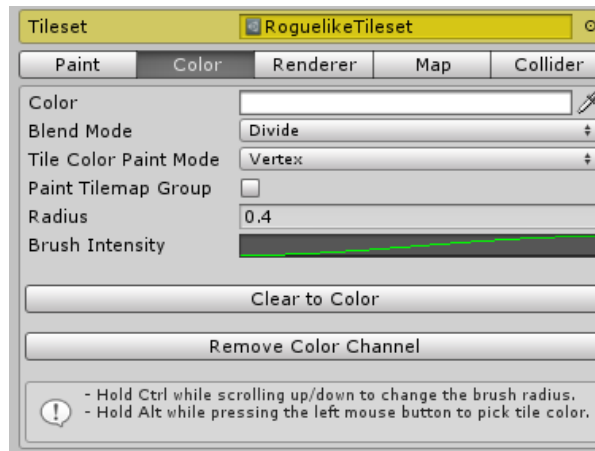 Tileset RoguelikeTileset
Paint Color Renderer Map Collider
Color
Blend Mode Divide
Tile Color Paint Mode Vertex
Paint Tilemap Group
Radius 0.4
Brush Intensity
Clear to Color
Remove Color Channel
- Hold Ctrl while scrolling up/down to change the brush radius.
- Hold Alt while pressing the left mouse button to pick tile color.